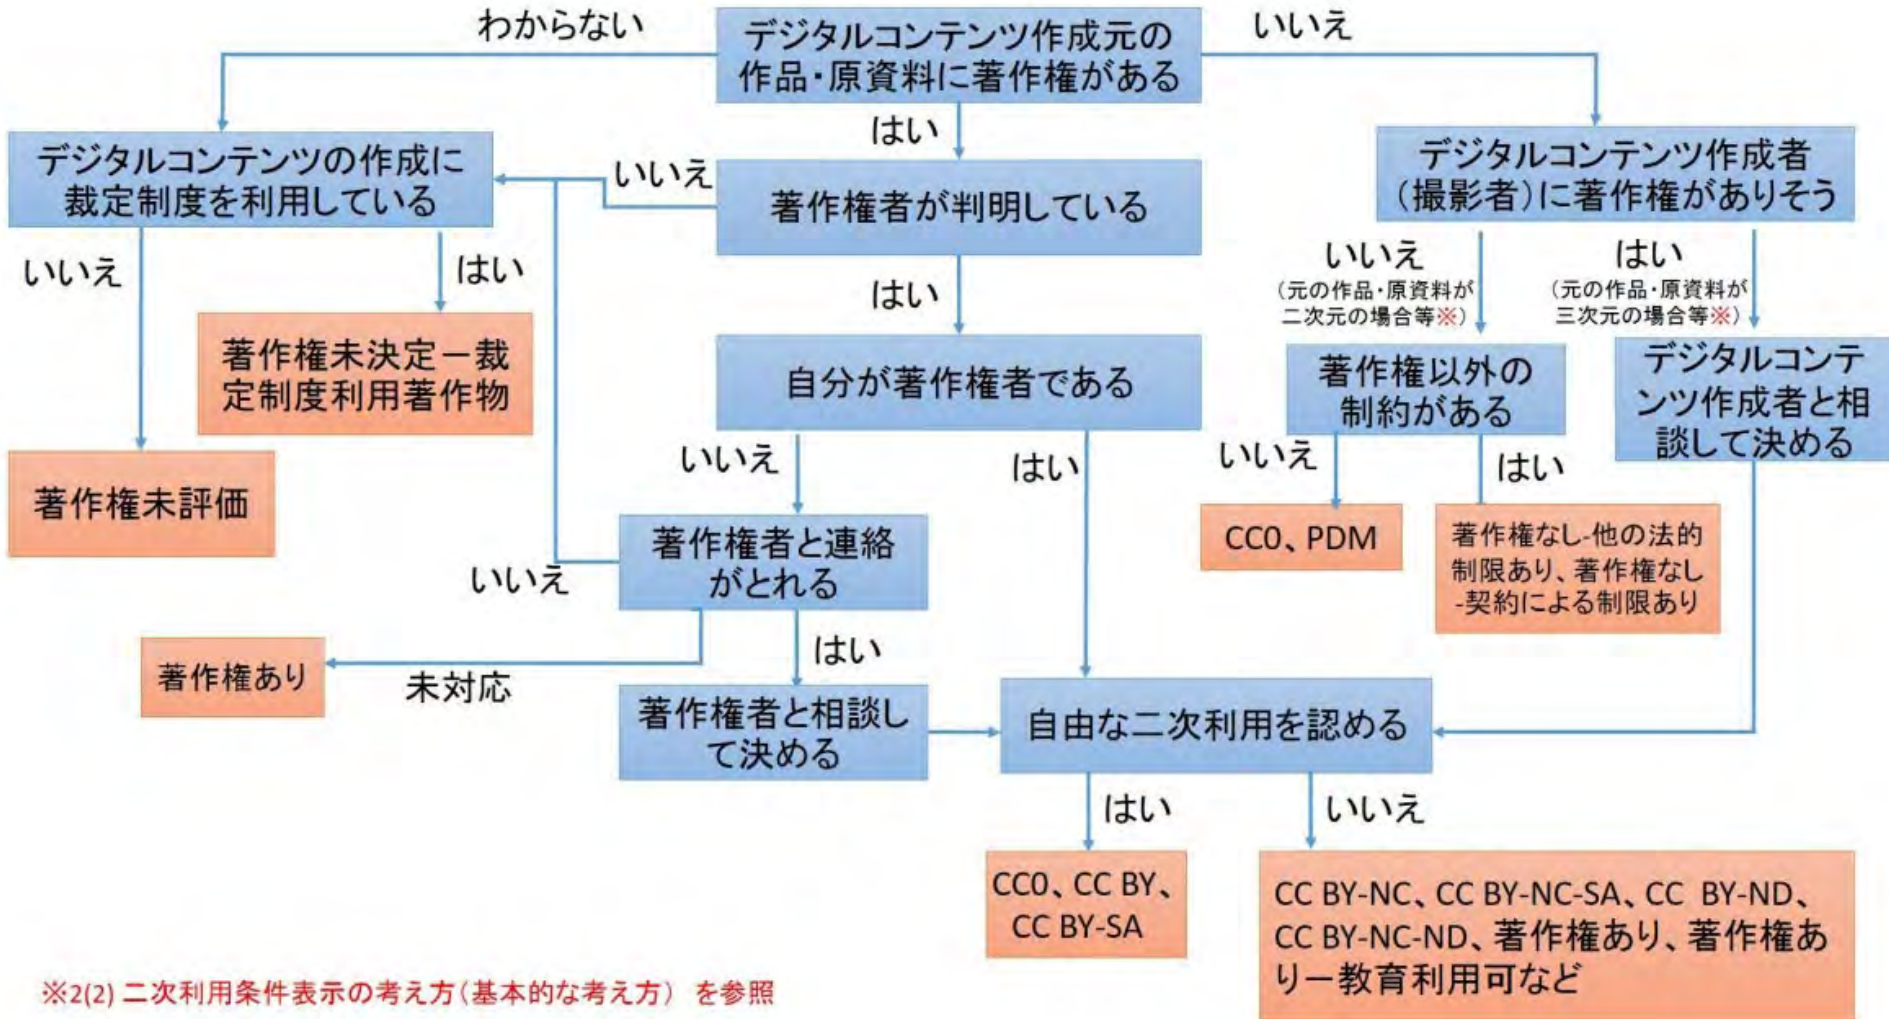 わからない
デジタルコンテンツ作成元の
作品・原資料に著作権がある
いいえ
はい
デジタルコンテンツの作成に
裁定制度を利用している
いいえ
著作権者が判明している
デジタルコンテンツ作成者
（撮影者）に著作権がありそう
いいえ
はい
はい
いいえ
（元の作品・原資料が
二次元の場合等※）
はい
（元の作品・原資料が
三次元の場合等※）
著作権未決定－裁
定制度利用著作物
自分が著作権者である
著作権以外の
制約がある
デジタルコンテ
ンツ作成者と相
談して決める
著作権未評価
いいえ
はい
いいえ
はい
著作権者と連絡
がとれる
いいえ
CC0、PDM
著作権なし-他の法的
制限あり、著作権なし
-契約による制限あり
著作権あり
未対応
はい
著作権者と相談し
て決める
自由な二次利用を認める
はい
いいえ
CC0、CC BY、
CC BY-SA
CC BY-NC、CC BY-NC-SA、CC BY-ND、
CC BY-NC-ND、著作権あり、著作権あ
り－教育利用可など
※2(2) 二次利用条件表示の考え方（基本的な考え方） を参照